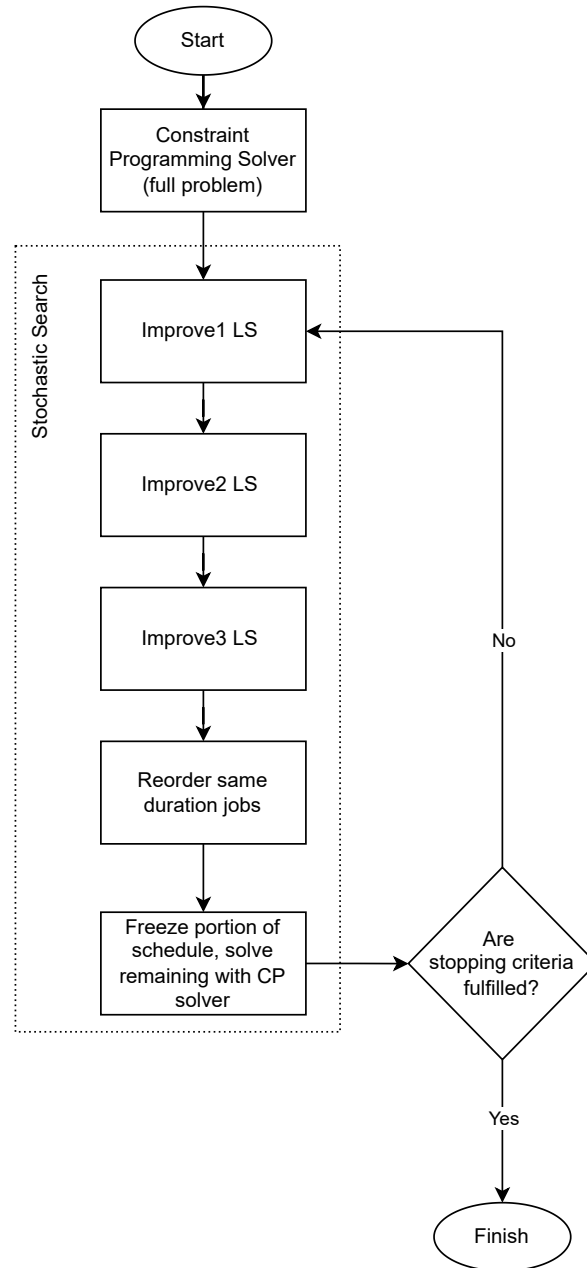 Start
Constraint
Programming Solver
(full problem)
Stochastic Search
Improve1 LS
Improve2 LS
Improve3 LS
Reorder same
duration jobs
Freeze portion of
schedule, solve
remaining with CP
solver
Are
stopping criteria
fulfilled?
No
Yes
Finish